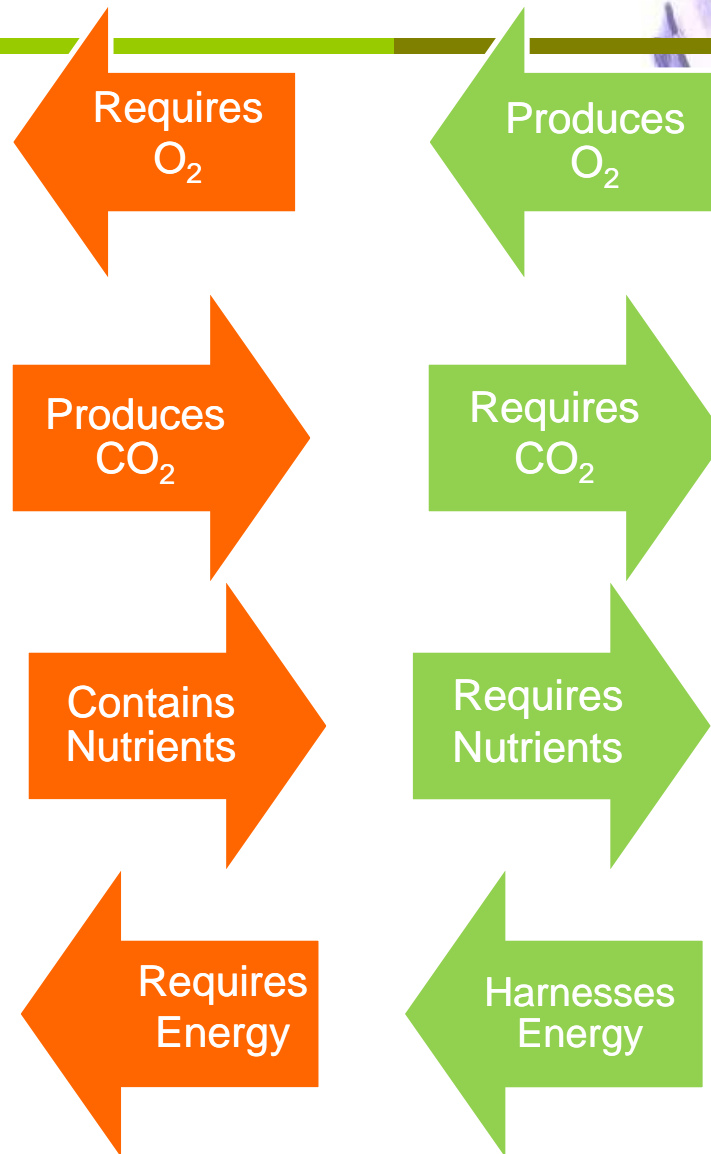 Requires
O₂
Produces
O₂
Produces
CO₂
Requires
CO₂
Contains
Nutrients
Requires
Nutrients
Requires
Energy
Harnesses
Energy